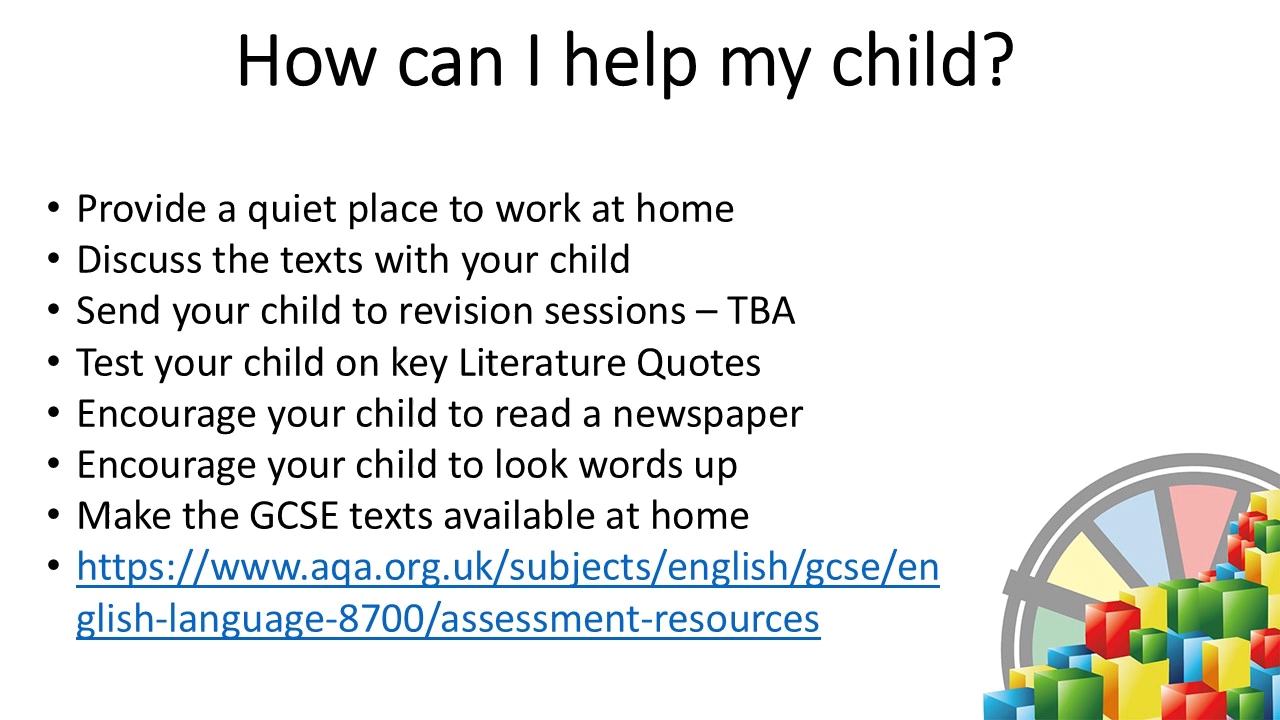 How can I help my child?
• Provide a quiet place to work at home
• Discuss the texts with your child
• Send your child to revision sessions – TBA
• Test your child on key Literature Quotes
• Encourage your child to read a newspaper
• Encourage your child to look words up
• Make the GCSE texts available at home
• https://www.aqa.org.uk/subjects/english/gcse/en
glish-language-8700/assessment-resources